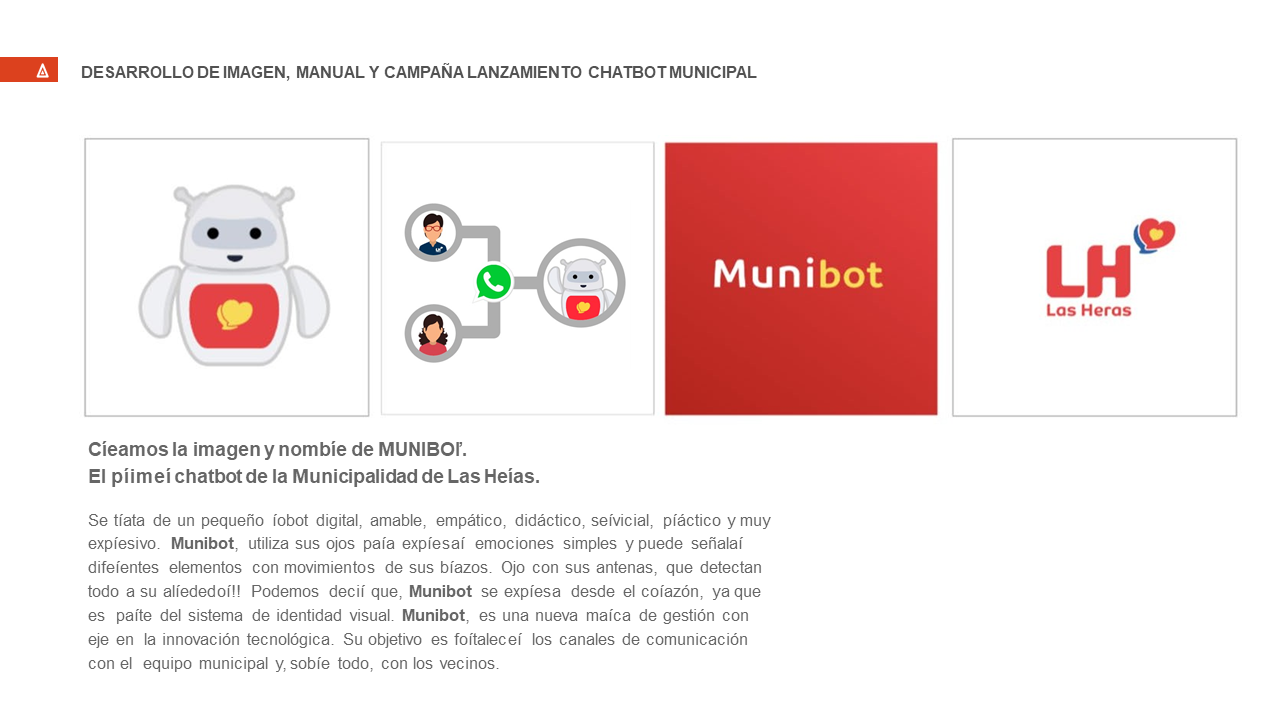 DESARROLLO DE IMAGEN, MANUAL Y CAMPAÑA LANZAMIENTO CHATBOT MUNICIPAL
Munibot
LH
Las Heras
Cíeamos la imagen y nombíe de MUNIBOľ.
El píimeí chatbot de la Municipalidad de Las Heías.
Se tíata de un pequeño íobot digital, amable, empático, didáctico, seívicial, píáctico y muy
expíesivo. Munibot, utiliza sus ojos paía expíesaí emociones simples y puede señalaí
difeíentes elementos con movimientos de sus bíazos. Ojo con sus antenas, que detectan
todo a su alíededoí!! Podemos decií que, Munibot se expíesa desde el coíazón, ya que
es paíte del sistema de identidad visual. Munibot, es una nueva maíca de gestión con
eje en la innovación tecnológica. Su objetivo es foítaleceí los canales de comunicación
con el equipo municipal y, sobíe todo, con los vecinos.